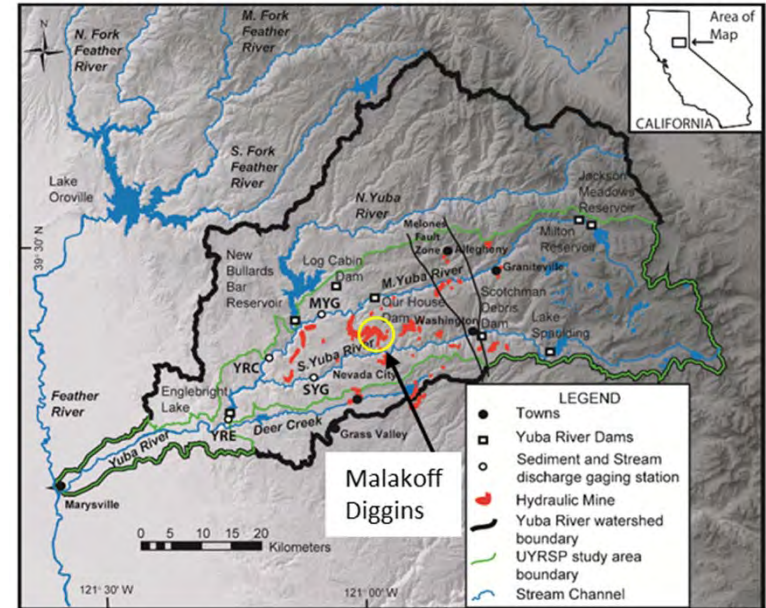 N
N. Fork
Feather
River
M. Fork
Feather
River
Area of
Map
CALIFORNIA
S. Fork
Feather
River
Lake
Oroville
N.Yuba
River
Jackson
Meadows
Reservoir
39° 30' N
Melones
Fault
Zone
Allegheny
Milton
Reservoir
New
Bullards
Bar
Reservoir
Log Cabin
Dam
M.Yuba River
Graniteville
MYG
Our House
Dam
Scotchman
Debris
Dam
Washington
Lake
Spaulding
S.Yuba River
YRC
SYG
Nevada City
Feather
River
Englebright
Lake
YRE
Deer Creek
Grass Valley
Yuba River
Marysville
Malakoff
Diggins
0 5 10 15 20
Kilometers
121° 30' W
121° 00' W
LEGEND
Towns
Yuba River Dams
Sediment and Stream
discharge gaging station
Hydraulic Mine
Yuba River watershed
boundary
UYRSP study area
boundary
Stream Channel